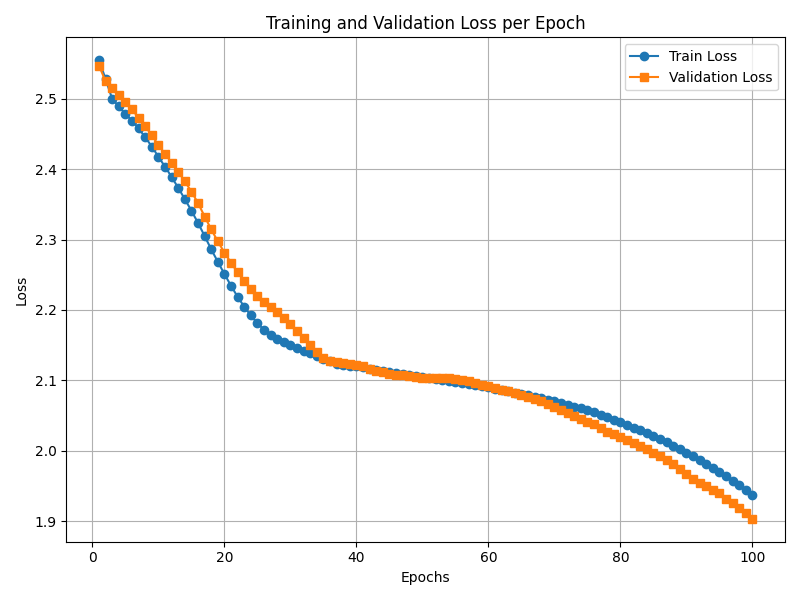 Training and Validation Loss per Epoch
Train Loss
Validation Loss
2.5
2.4
2.3
2.2
2.1
2.0
1.9
Loss
0 20 40 60 80 100
Epochs